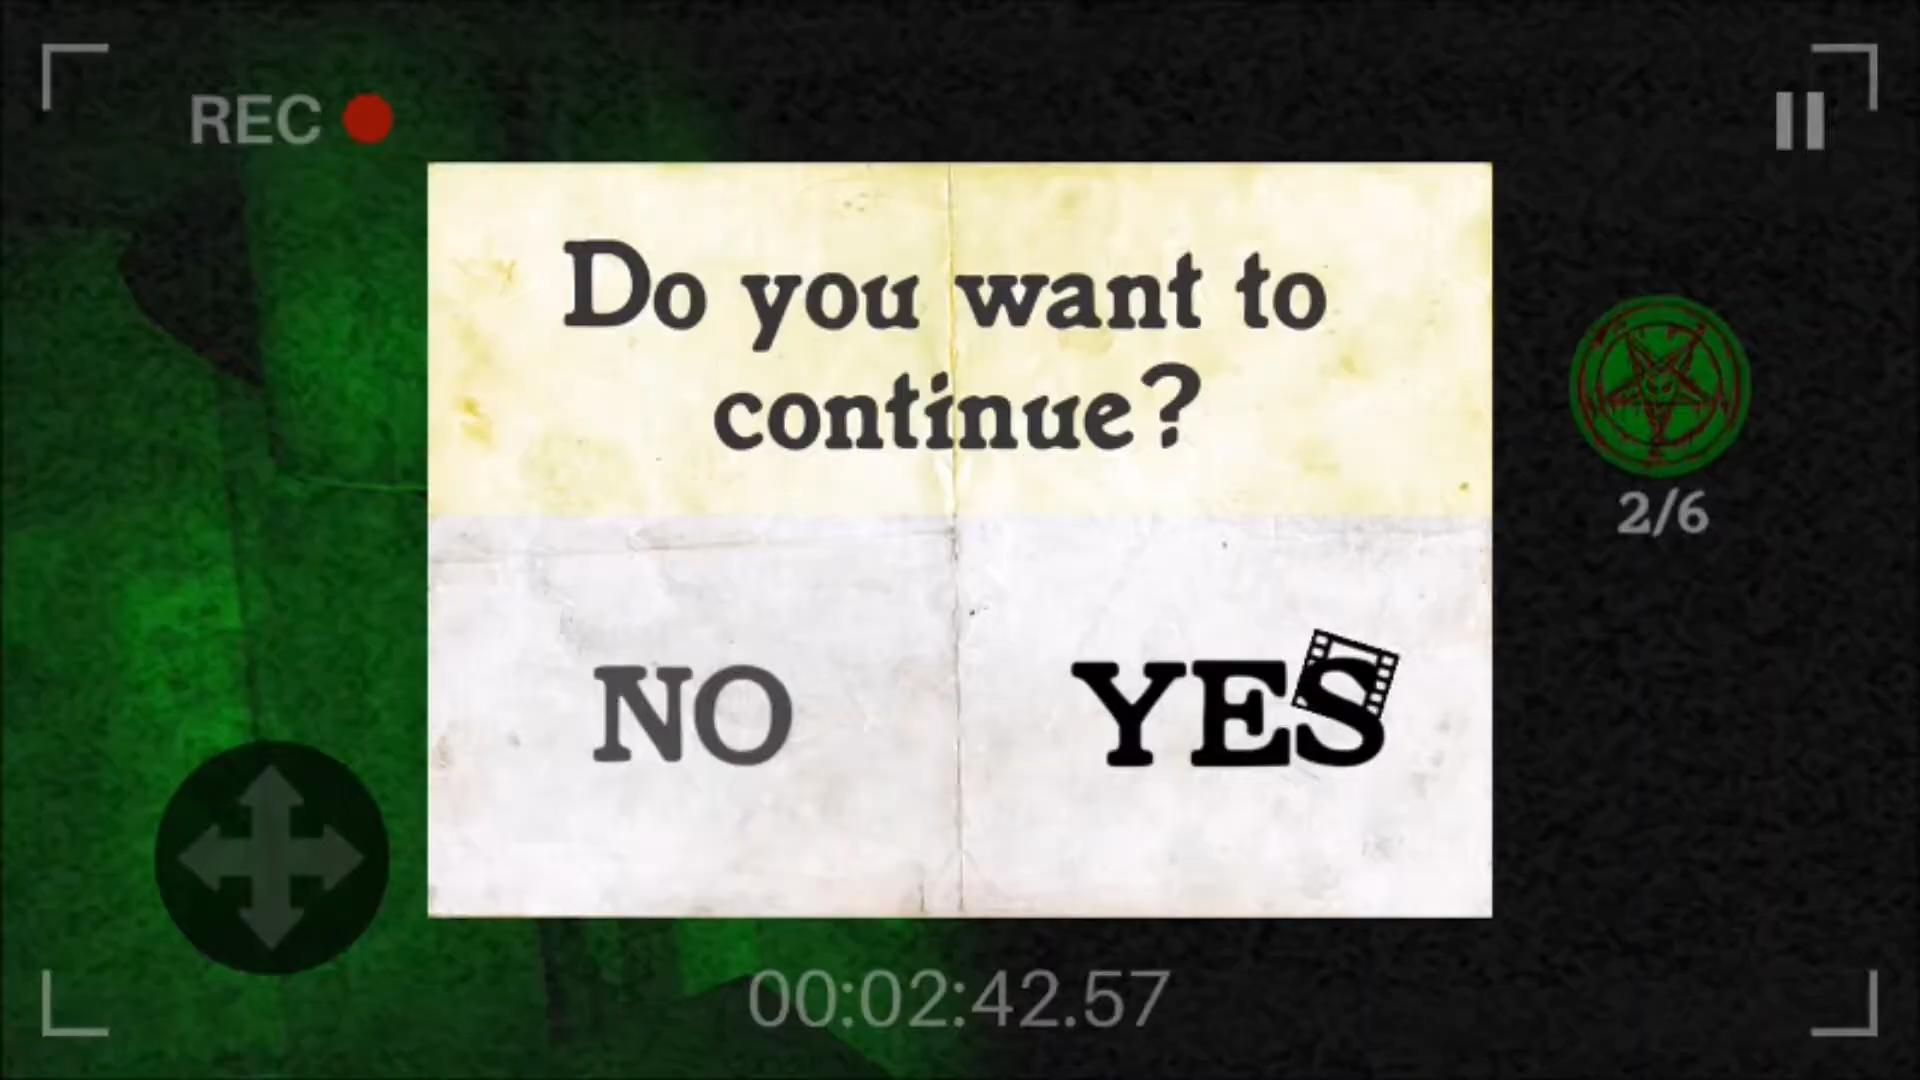 REC
Do you want to
continue?
2/6
NO
YES
00:02:42.57